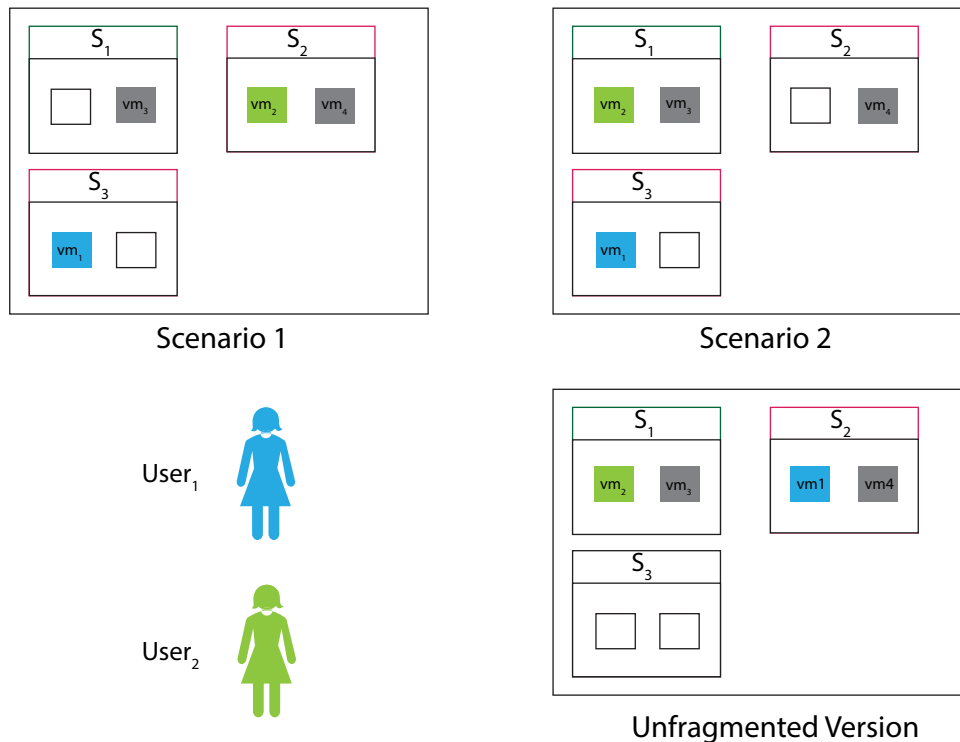 S₁
S₂
vm₃
vm₂
vm₄
S₃
vm₁
Scenario 1
S₁
S₂
vm₂
vm₃
vm₄
S₃
vm₁
Scenario 2
User₁
User₂
S₁
S₂
vm₂
vm₃
vm1
vm4
S₃
Unfragmented Version